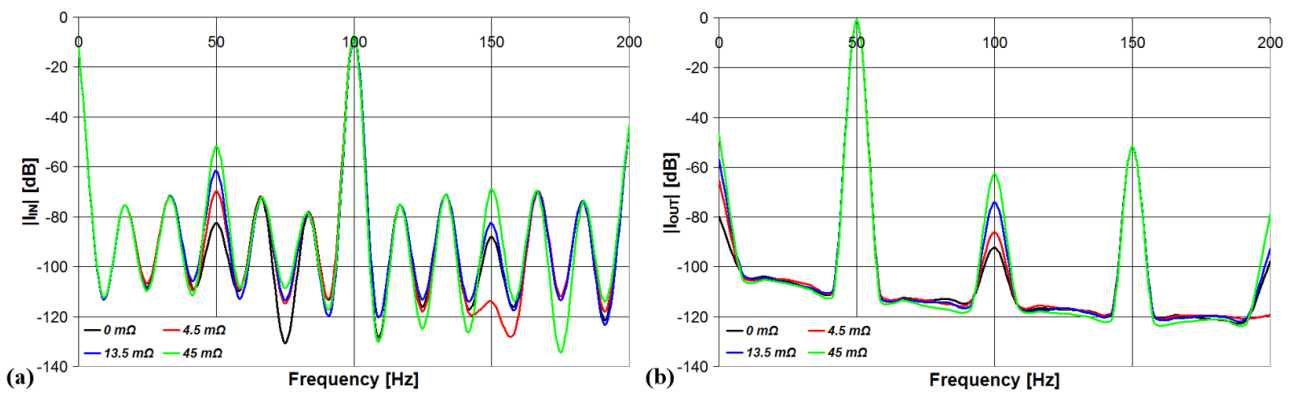 0
-20
-40
-60
-80
-100
-120
-140
0 50 100 150 200
|IIN| [dB]
Frequency [Hz]
0 mΩ 4.5 mΩ
13.5 mΩ 45 mΩ
(a)
0
-20
-40
-60
-80
-100
-120
-140
0 50 100 150 200
|IOUT| [dB]
Frequency [Hz]
0 mΩ 4.5 mΩ
13.5 mΩ 45 mΩ
(b)